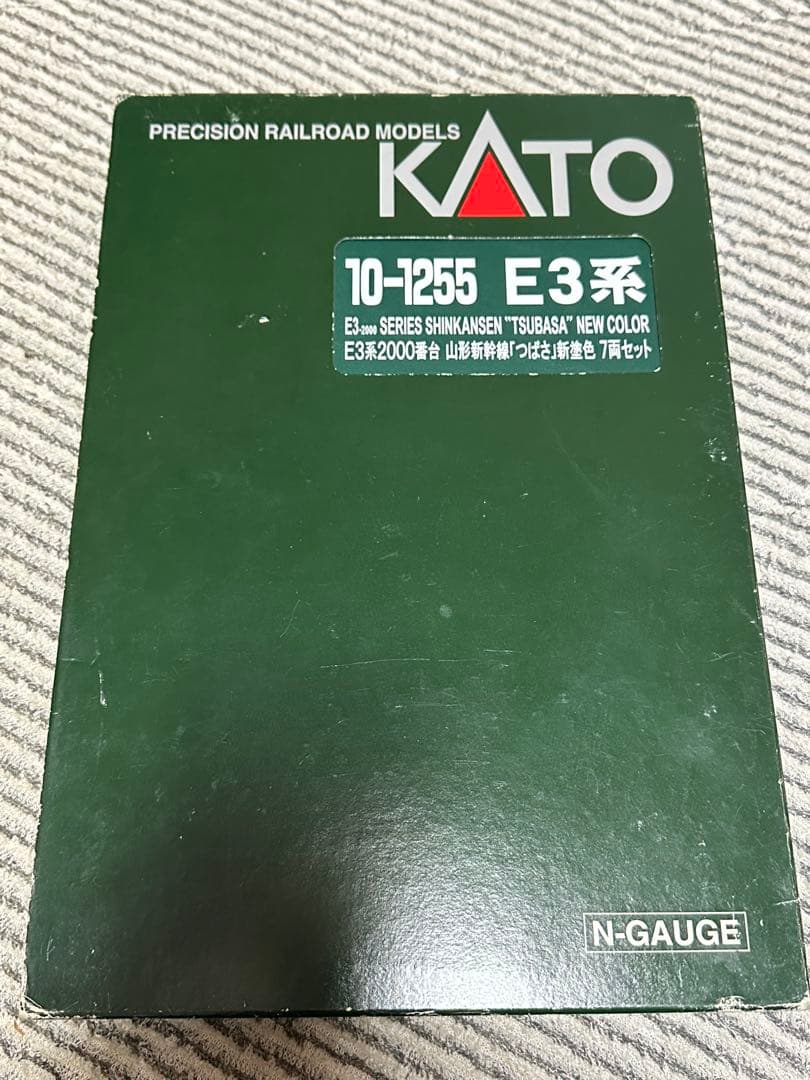 PRECISION RAILROAD MODELS
KATO
10-1255 E3系
E3-2000 SERIES SHINKANSEN "TSUBASA" NEW COLOR
E3系2000番台 山形新幹線「つばさ」新塗色 7両セット
N-GAUGE